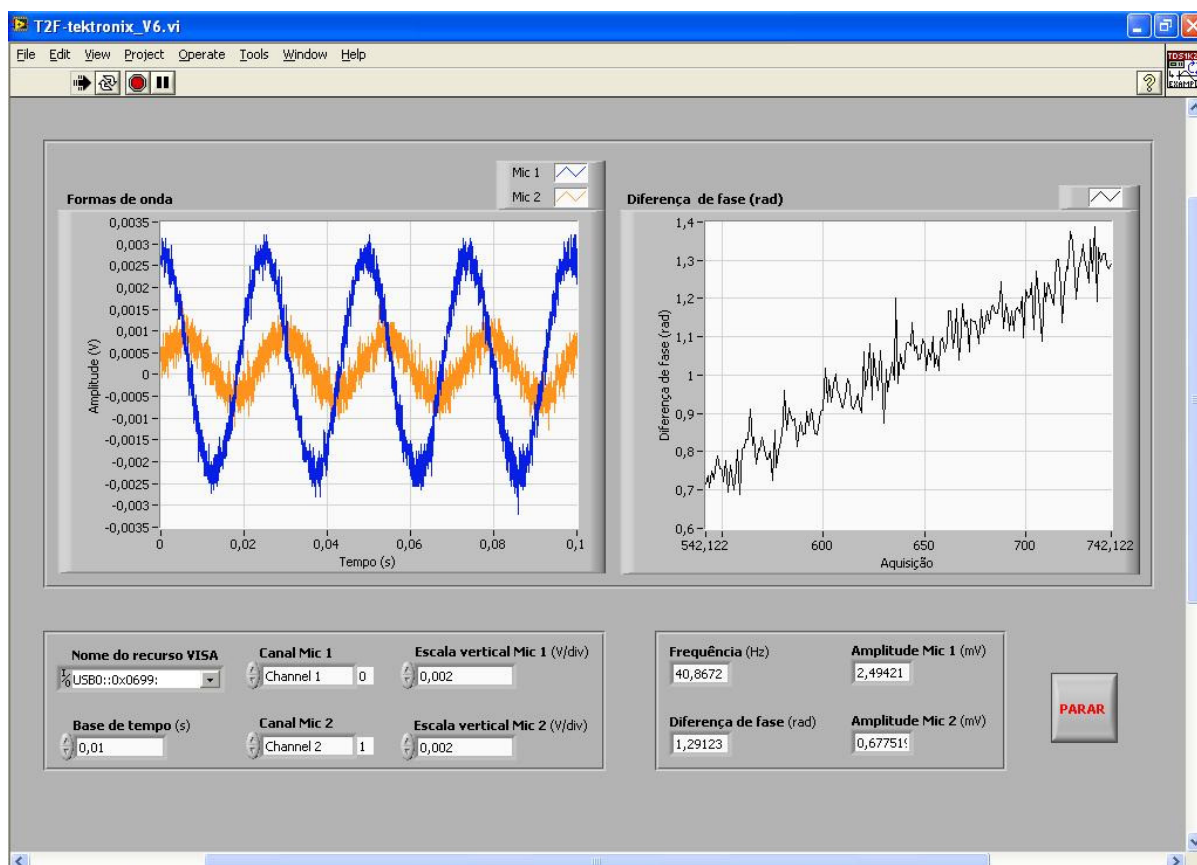 T2F-tektronix_V6.vi
File Edit View Project Operate Tools Window Help
TDS1K2
EXAMPL
Mic 1
Mic 2
Formas de onda
0,0035
0,003
0,0025
0,002
0,0015
0,001
0,0005
0
-0,0005
-0,001
-0,0015
-0,002
-0,0025
-0,003
-0,0035
Amplitude (V)
0 0,02 0,04 0,06 0,08 0,1
Tempo (s)
Diferença de fase (rad)
1,4
1,3
1,2
1,1
1
0,9
0,8
0,7
0,6
Diferença de fase (rad)
542,122 600 650 700 742,122
Aquisição
Nome do recurso VISA
USB0::0x0699:
Canal Mic 1
Channel 1 0
Escala vertical Mic 1 (V/div)
0,002
Base de tempo (s)
0,01
Canal Mic 2
Channel 2 1
Escala vertical Mic 2 (V/div)
0,002
Frequência (Hz)
40,8672
Amplitude Mic 1 (mV)
2,49421
Diferença de fase (rad)
1,29123
Amplitude Mic 2 (mV)
0,677519
PARAR